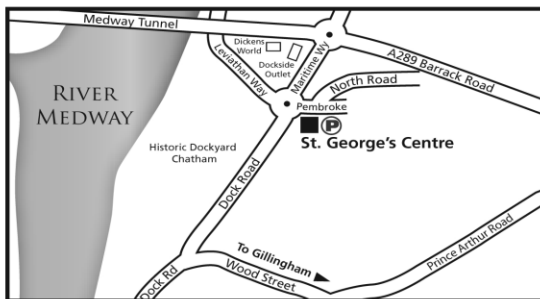 Medway Tunnel
Dickens
World
Dockside
Outlet
Maritime Wy
A289 Barrack Road
Leviathan Way
North Road
Pembroke
RIVER
MEDWAY
P
St. George's Centre
Historic Dockyard
Chatham
Dock Road
To Gillingham
Wood Street
Prince Arthur Road
Dock Rd